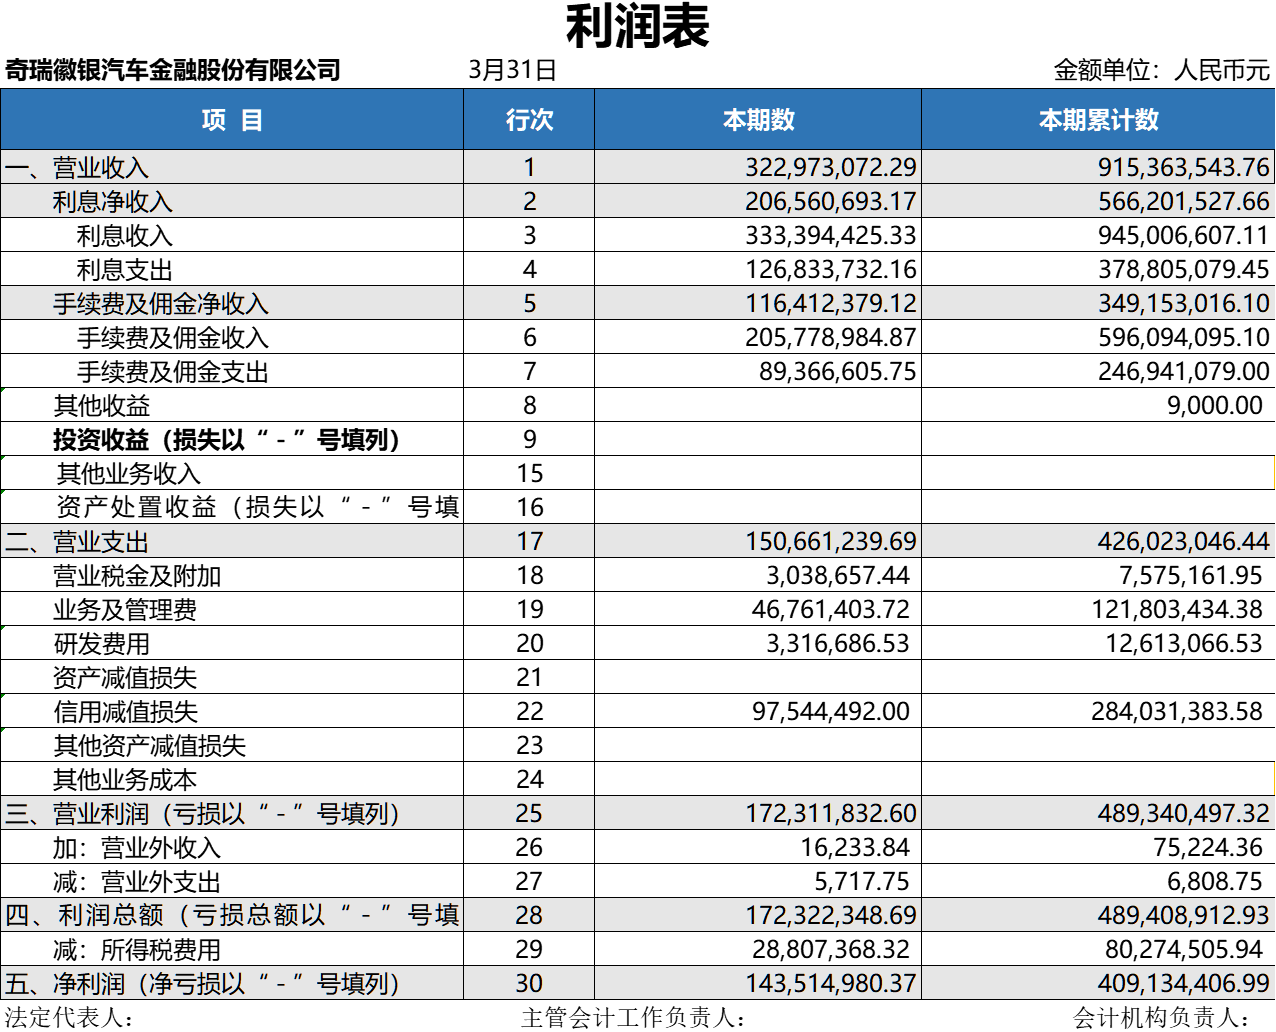 利润表
奇瑞徽银汽车金融股份有限公司 3月31日 金额单位：人民币元
项 目 行次 本期数 本期累计数
一、营业收入 1 322,973,072.29 915,363,543.76
利息净收入 2 206,560,693.17 566,201,527.66
利息收入 3 333,394,425.33 945,006,607.11
利息支出 4 126,833,732.16 378,805,079.45
手续费及佣金净收入 5 116,412,379.12 349,153,016.10
手续费及佣金收入 6 205,778,984.87 596,094,095.10
手续费及佣金支出 7 89,366,605.75 246,941,079.00
其他收益 8 9,000.00
投资收益（损失以“-”号填列） 9
其他业务收入 15
资产处置收益（损失以“-”号填 16
二、营业支出 17 150,661,239.69 426,023,046.44
营业税金及附加 18 3,038,657.44 7,575,161.95
业务及管理费 19 46,761,403.72 121,803,434.38
研发费用 20 3,316,686.53 12,613,066.53
资产减值损失 21
信用减值损失 22 97,544,492.00 284,031,383.58
其他资产减值损失 23
其他业务成本 24
三、营业利润（亏损以“-”号填列） 25 172,311,832.60 489,340,497.32
加：营业外收入 26 16,233.84 75,224.36
减：营业外支出 27 5,717.75 6,808.75
四、利润总额（亏损总额以“-”号填 28 172,322,348.69 489,408,912.93
减：所得税费用 29 28,807,368.32 80,274,505.94
五、净利润（净亏损以“-”号填列） 30 143,514,980.37 409,134,406.99
法定代表人： 主管会计工作负责人： 会计机构负责人：